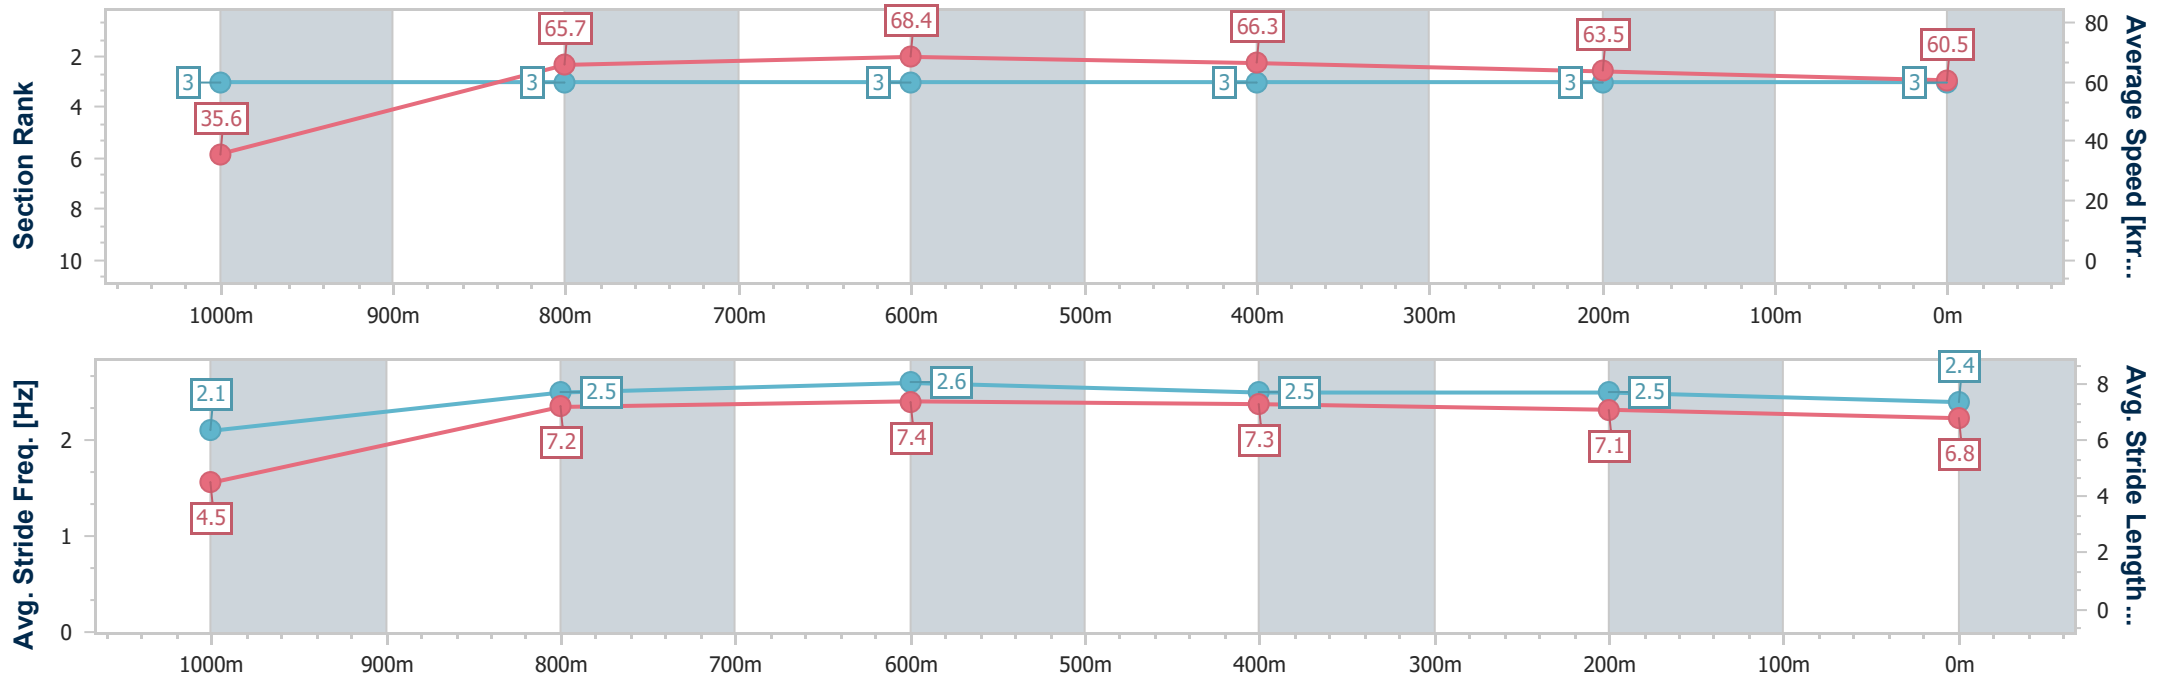 Section Rank
2
4
6
8
10
3
3
3
3
3
3
35.6
65.7
68.4
66.3
63.5
60.5
80
60
40
20
0
Average Speed [km...
1000m
900m
800m
700m
600m
500m
400m
300m
200m
100m
0m
Avg. Stride Freq. [Hz]
2
1
0
2.1
2.5
2.6
2.5
2.5
2.4
4.5
7.2
7.4
7.3
7.1
6.8
8
6
4
2
0
Avg. Stride Length ...
1000m
900m
800m
700m
600m
500m
400m
300m
200m
100m
0m